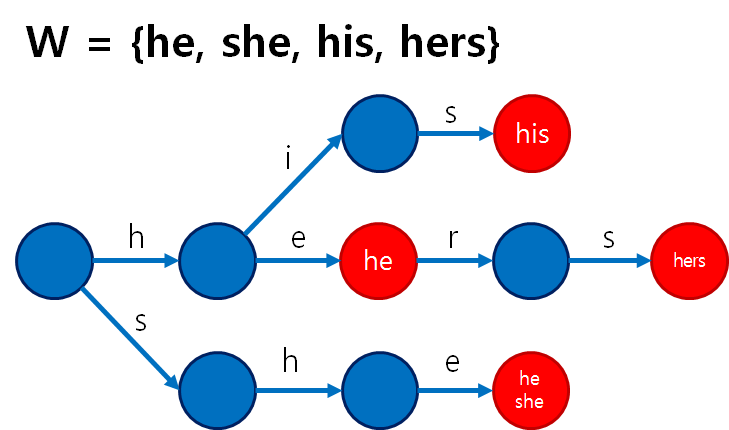 W = {he, she, his, hers}
s
his
i
h
e
he
r
s
hers
s
h
e
he
she